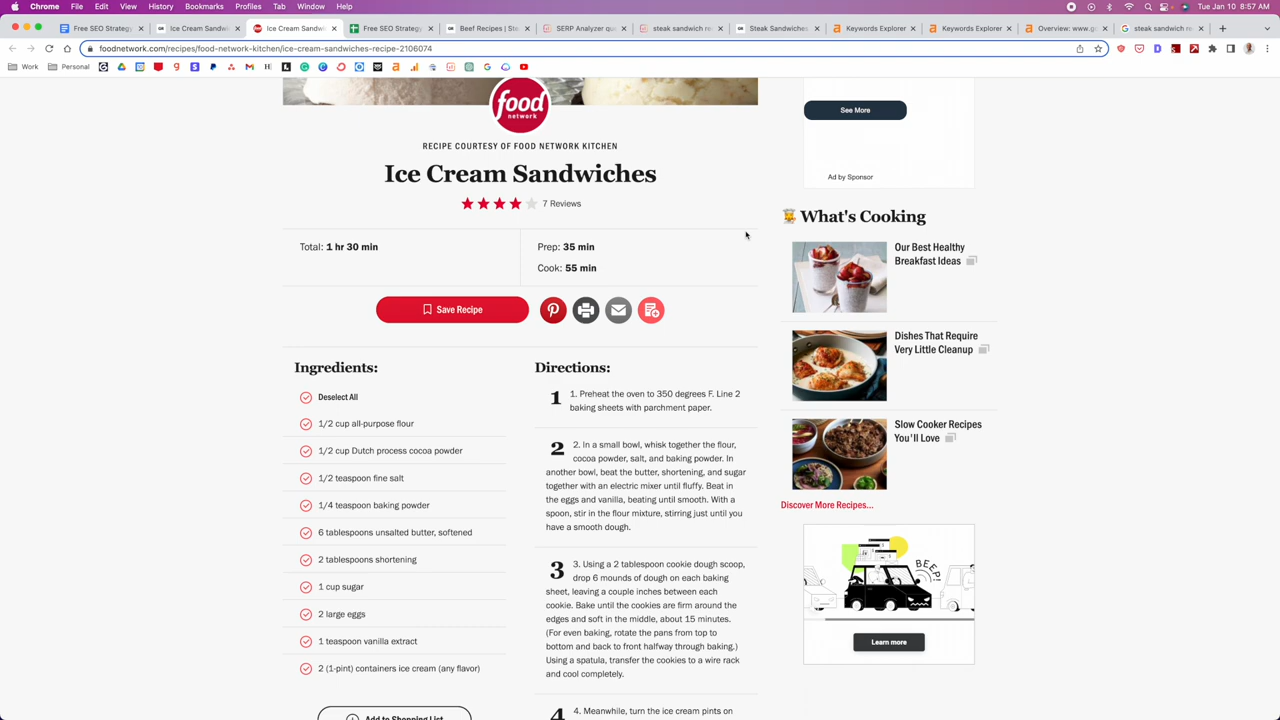 Chrome File Edit View History Bookmarks Profiles Tab Window Help Tue Jan 10 8:57 AM
Free SEO Strategy Ice Cream Sandwich Ice Cream Sandwich Free SEO Strategy Beef Recipes | Ste SERP Analyzer qu steak sandwich re Steak Sandwiches Keywords Explorer Keywords Explorer Overview: www.g steak sandwich re
foodnetwork.com/recipes/food-network-kitchen/ice-cream-sandwiches-recipe-2106074
Work Personal
food
network
RECIPE COURTESY OF FOOD NETWORK KITCHEN
Ice Cream Sandwiches
7 Reviews
Total: 1 hr 30 min
Prep: 35 min
Cook: 55 min
Save Recipe
Ingredients:
Deselect All
1/2 cup all-purpose flour
1/2 cup Dutch process cocoa powder
1/2 teaspoon fine salt
1/4 teaspoon baking powder
6 tablespoons unsalted butter, softened
2 tablespoons shortening
1 cup sugar
2 large eggs
1 teaspoon vanilla extract
2 (1-pint) containers ice cream (any flavor)
Add to Shopping List
Directions:
1 1. Preheat the oven to 350 degrees F. Line 2
baking sheets with parchment paper.
2 2. In a small bowl, whisk together the flour,
cocoa powder, salt, and baking powder. In
another bowl, beat the butter, shortening, and sugar
together with an electric mixer until fluffy. Beat in
the eggs and vanilla, beating until smooth. With a
spoon, stir in the flour mixture, stirring just until you
have a smooth dough.
3 3. Using a 2 tablespoon cookie dough scoop,
drop 6 mounds of dough on each baking
sheet, leaving a couple inches between each
cookie. Bake until the cookies are firm around the
edges and soft in the middle, about 15 minutes.
(For even baking, rotate the pans from top to
bottom and back to front halfway through baking.)
Using a spatula, transfer the cookies to a wire rack
and cool completely.
4 4. Meanwhile, turn the ice cream pints on
See More
Ad by Sponsor
What's Cooking
Our Best Healthy
Breakfast Ideas
Dishes That Require
Very Little Cleanup
Slow Cooker Recipes
You'll Love
Discover More Recipes...
BEEP!
Learn more